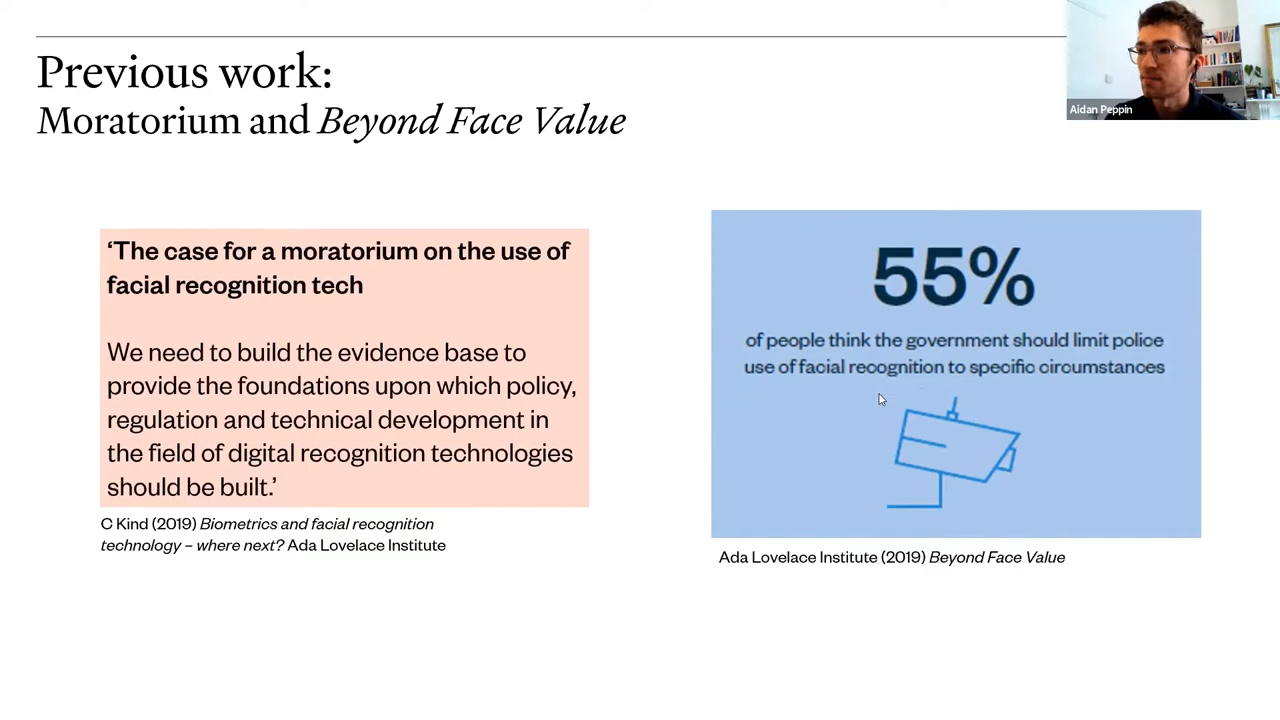 Previous work:
Moratorium and Beyond Face Value
Aidan Peppin
‘The case for a moratorium on the use of
facial recognition tech
We need to build the evidence base to
provide the foundations upon which policy,
regulation and technical development in
the field of digital recognition technologies
should be built.’
C Kind (2019) Biometrics and facial recognition
technology – where next? Ada Lovelace Institute
55%
of people think the government should limit police
use of facial recognition to specific circumstances
Ada Lovelace Institute (2019) Beyond Face Value